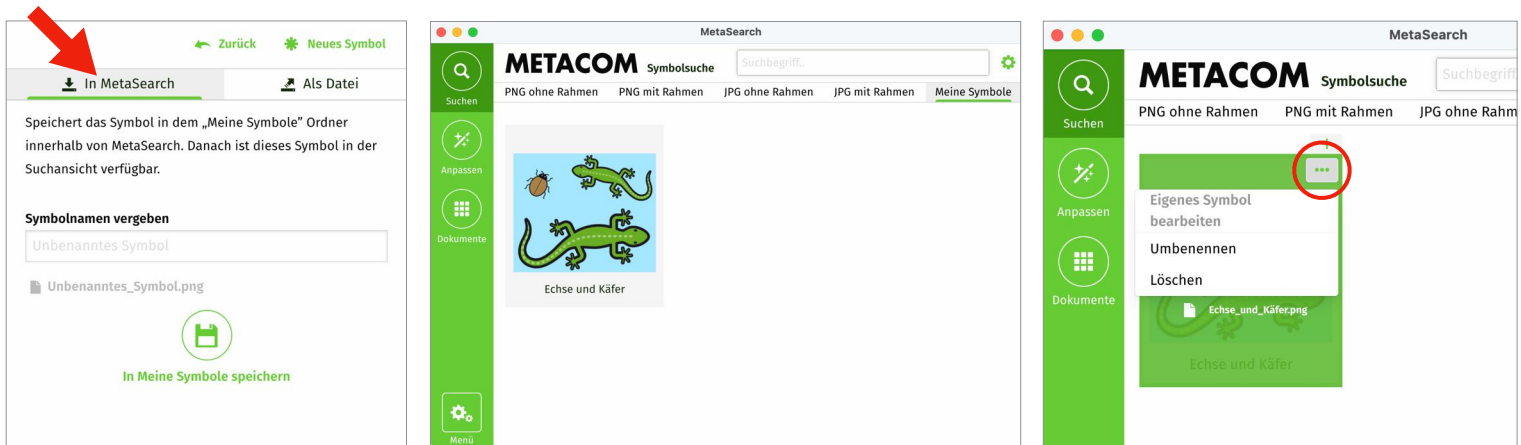 Zurück
Neues Symbol
In MetaSearch
Als Datei
Speichert das Symbol in dem „Meine Symbole” Ordner
innerhalb von MetaSearch. Danach ist dieses Symbol in der
Suchansicht verfügbar.
Symbolnamen vergeben
Unbenanntes Symbol
Unbenanntes_Symbol.png
In Meine Symbole speichern
MetaSearch
Suchen
Anpassen
Dokumente
Menü
METACOM Symbolsuche
Suchbegriff..
PNG ohne Rahmen PNG mit Rahmen JPG ohne Rahmen JPG mit Rahmen Meine Symbole
Echse und Käfer
MetaSearch
Suchen
Anpassen
Dokumente
METACOM Symbolsuche
Suchbegriff
PNG ohne Rahmen PNG mit Rahmen JPG ohne Rahm
Eigenes Symbol
bearbeiten
Umbenennen
Löschen
Echse_und_Käfer.png
Echse und Käfer